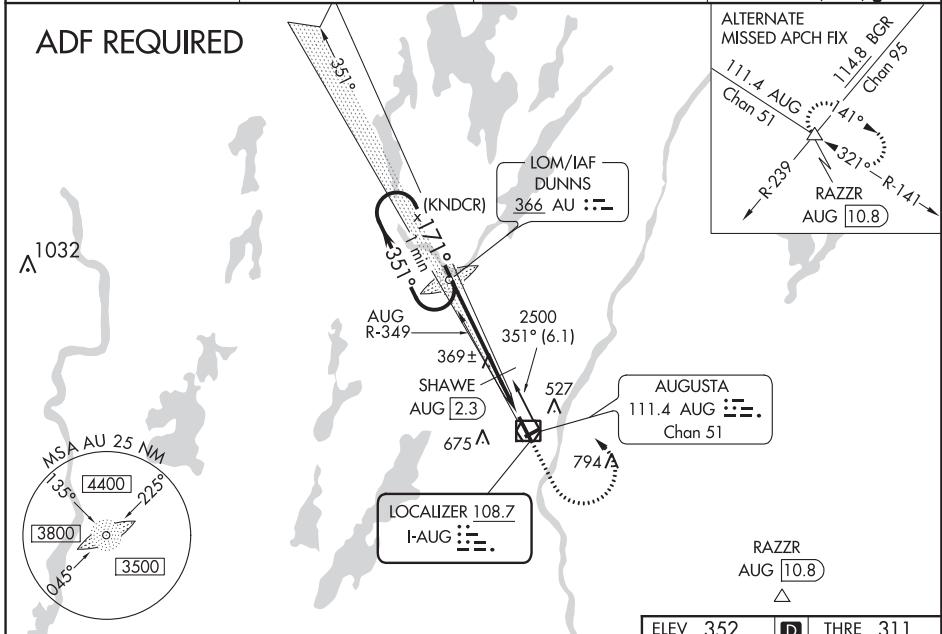 ADF REQUIRED
351°
ALTERNATE
MISSED APCH FIX
114.8 BGR
Chan 95
111.4 AUG
Chan 51
141°
321°
R-141
R-239
RAZZR
AUG 10.8
LOM/IAF
DUNNS
366 AU
(KNDCR)
171°
1 min
351°
1032
AUG
R-349
2500
351° (6.1)
369±
SHAWE
AUG 2.3
527
AUGUSTA
111.4 AUG
Chan 51
675
794
MSA AU 25 NM
135°
4400
225°
3800
3500
045°
LOCALIZER 108.7
I-AUG
RAZZR
AUG 10.8
ELEV 352
D
THRE 311